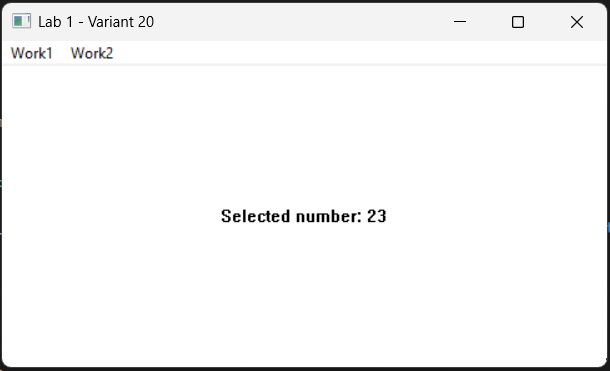 Lab 1 - Variant 20
Work1 Work2
Selected number: 23